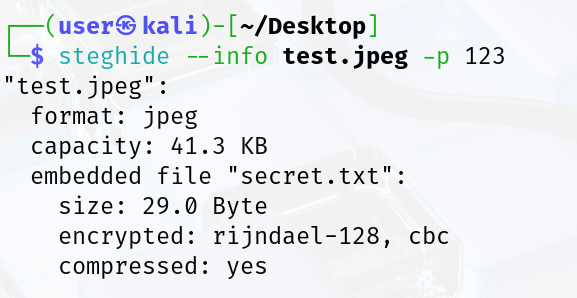 ┌──(user㉿kali)-[~/Desktop]
└─$ steghide --info test.jpeg -p 123
"test.jpeg":
  format: jpeg
  capacity: 41.3 KB
  embedded file "secret.txt":
    size: 29.0 Byte
    encrypted: rijndael-128, cbc
    compressed: yes